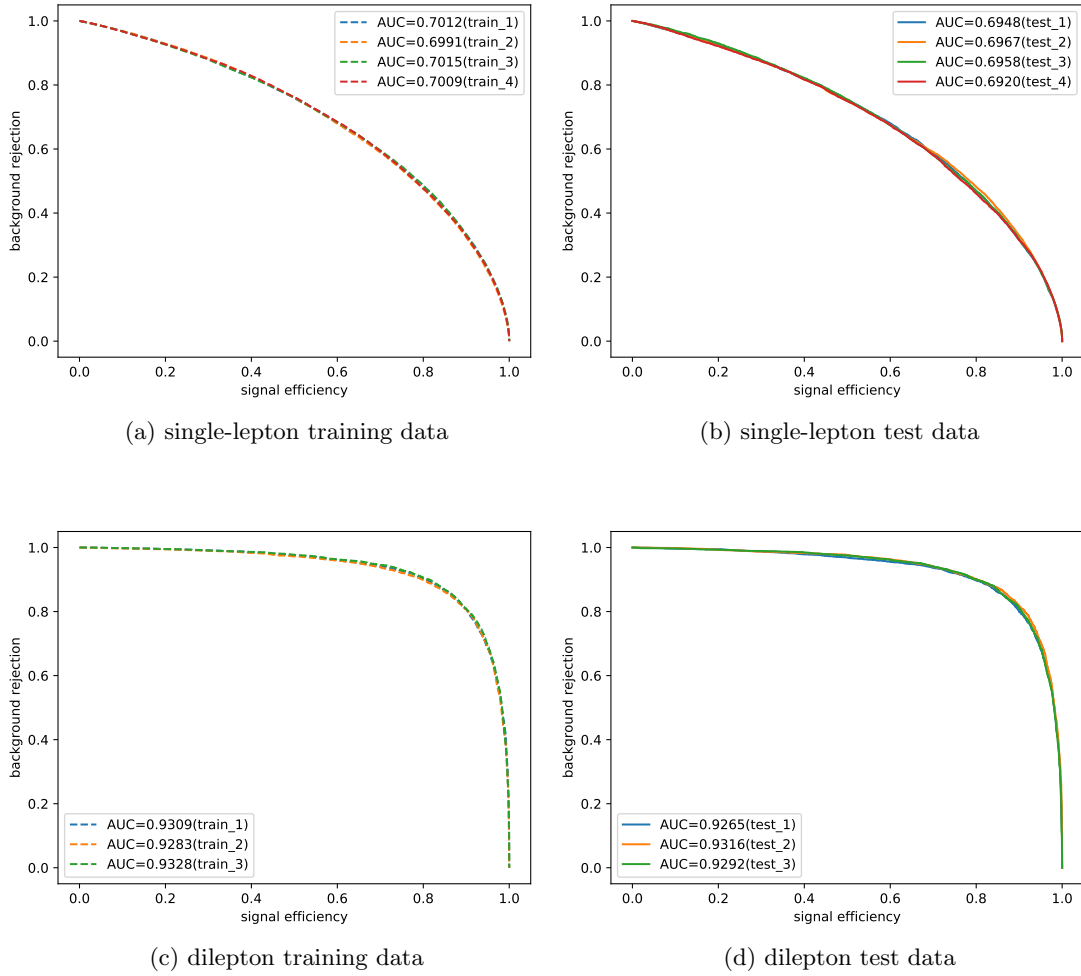 1.0
0.8
0.6
0.4
0.2
0.0
background rejection
AUC=0.7012(train_1)
AUC=0.6991(train_2)
AUC=0.7015(train_3)
AUC=0.7009(train_4)
0.0 0.2 0.4 0.6 0.8 1.0
signal efficiency
(a) single-lepton training data
1.0
0.8
0.6
0.4
0.2
0.0
background rejection
AUC=0.6948(test_1)
AUC=0.6967(test_2)
AUC=0.6958(test_3)
AUC=0.6920(test_4)
0.0 0.2 0.4 0.6 0.8 1.0
signal efficiency
(b) single-lepton test data
1.0
0.8
0.6
0.4
0.2
0.0
background rejection
AUC=0.9309(train_1)
AUC=0.9283(train_2)
AUC=0.9328(train_3)
0.0 0.2 0.4 0.6 0.8 1.0
signal efficiency
(c) dilepton training data
1.0
0.8
0.6
0.4
0.2
0.0
background rejection
AUC=0.9265(test_1)
AUC=0.9316(test_2)
AUC=0.9292(test_3)
0.0 0.2 0.4 0.6 0.8 1.0
signal efficiency
(d) dilepton test data